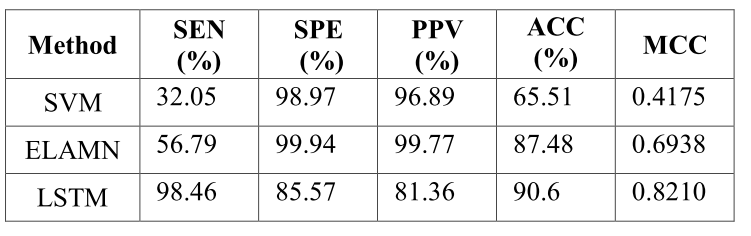 Method SEN (%) SPE (%) PPV (%) ACC (%) MCC
SVM 32.05 98.97 96.89 65.51 0.4175
ELAMN 56.79 99.94 99.77 87.48 0.6938
LSTM 98.46 85.57 81.36 90.6 0.8210